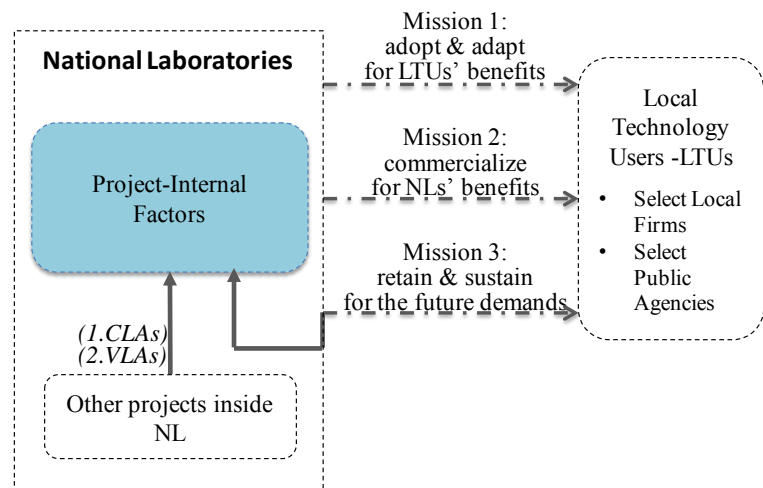 National Laboratories
Project-Internal
Factors
(1.CLAs)
(2.VLAs)
Other projects inside
NL
Mission 1:
adopt & adapt
for LTUs’ benefits
Mission 2:
commercialize
for NLs’ benefits
Mission 3:
retain & sustain
for the future demands
Local
Technology
Users -LTUs
• Select Local
Firms
• Select
Public
Agencies